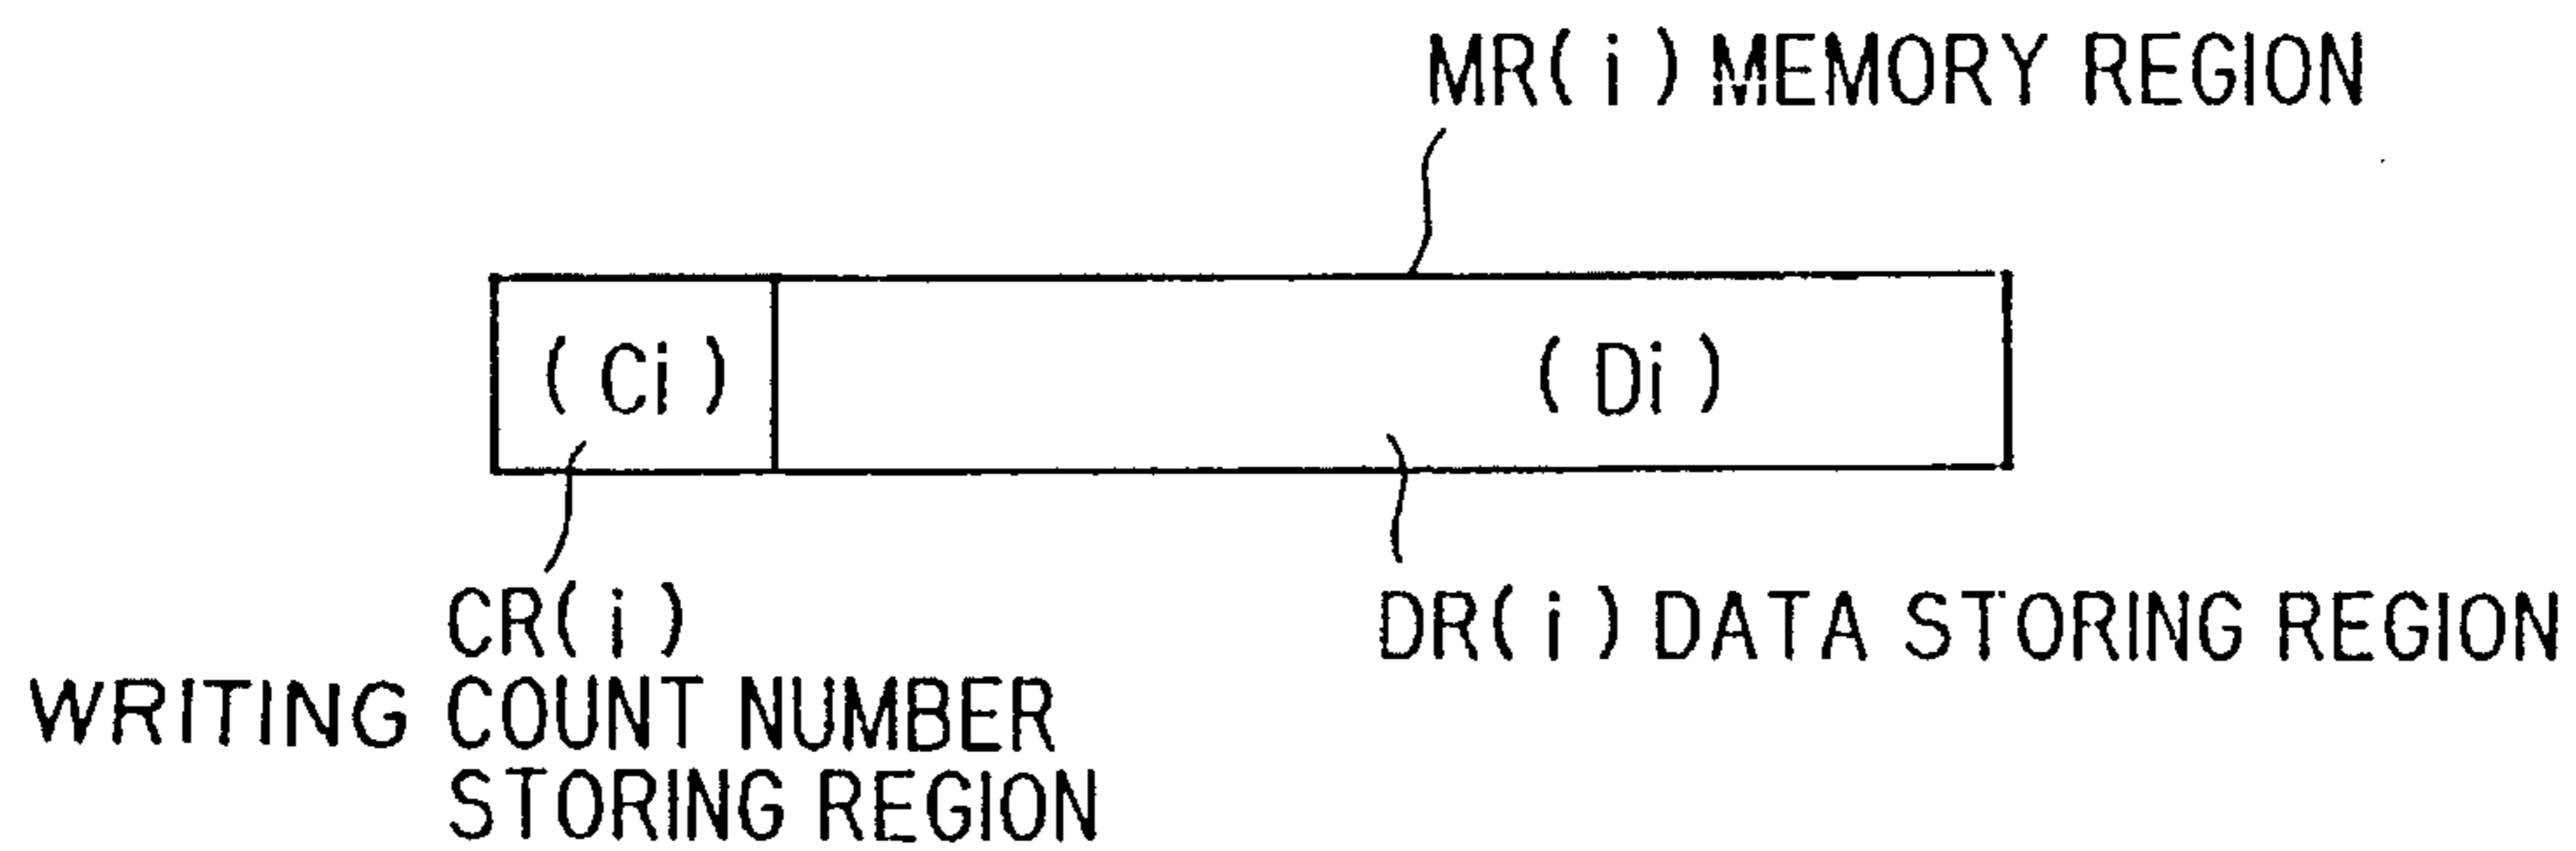 MR(i) MEMORY REGION
(Ci)
(Di)
CR(i)
WRITING COUNT NUMBER
STORING REGION
DR(i) DATA STORING REGION